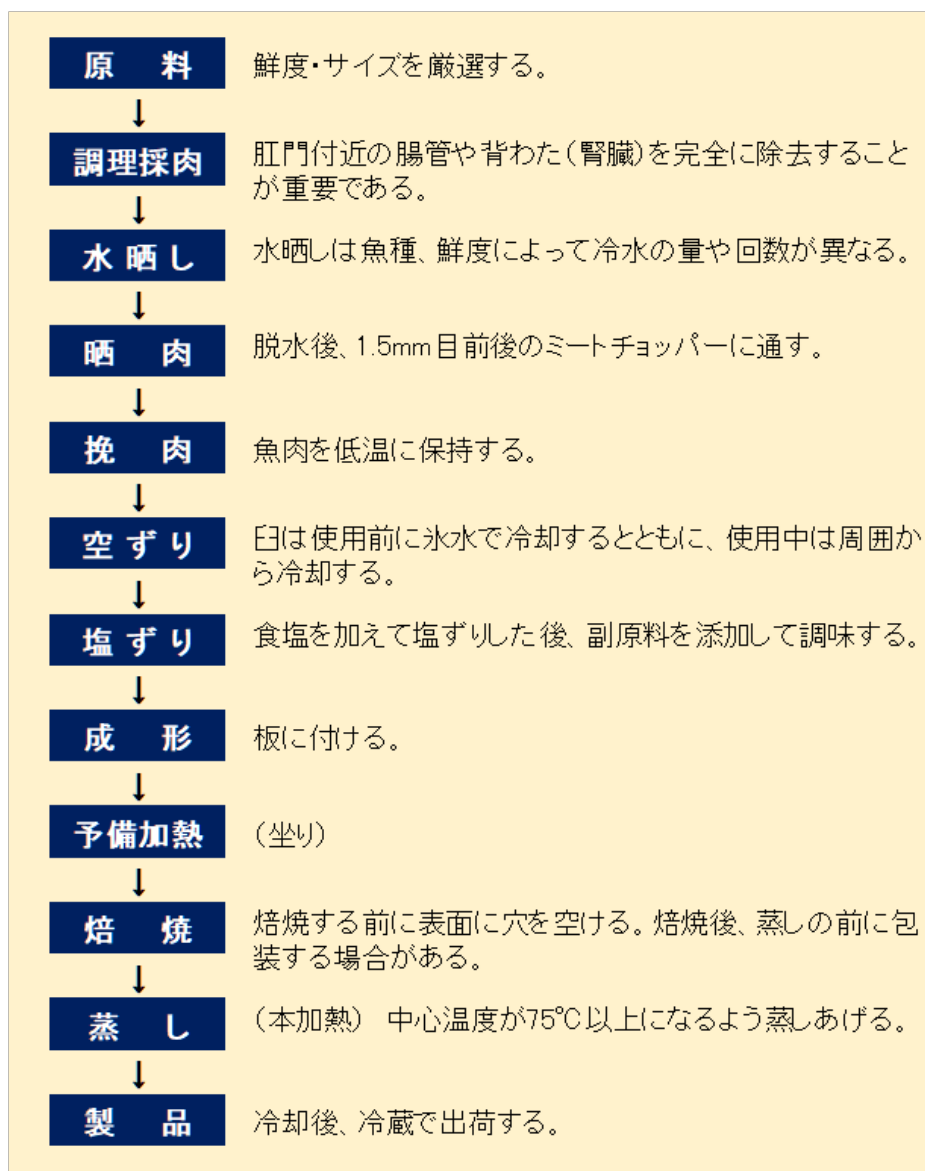 原　料
鮮度・サイズを厳選する。
↓
調理採肉
肛門付近の腸管や背わた（腎臓）を完全に除去すること
が重要である。
↓
水晒し
水晒しは魚種、鮮度によって冷水の量や回数が異なる。
↓
晒　肉
脱水後、1.5mm目前後のミートチョッパーに通す。
↓
挽　肉
魚肉を低温に保持する。
↓
空ずり
臼は使用前に氷水で冷却するとともに、使用中は周囲か
ら冷却する。
↓
塩ずり
食塩を加えて塩ずりした後、副原料を添加して調味する。
↓
成　形
板に付ける。
↓
予備加熱
（坐り）
↓
焙　焼
焙焼する前に表面に穴を空ける。焙焼後、蒸しの前に包
装する場合がある。
↓
蒸　し
（本加熱）　中心温度が75℃以上になるよう蒸しあげる。
↓
製　品
冷却後、冷蔵で出荷する。